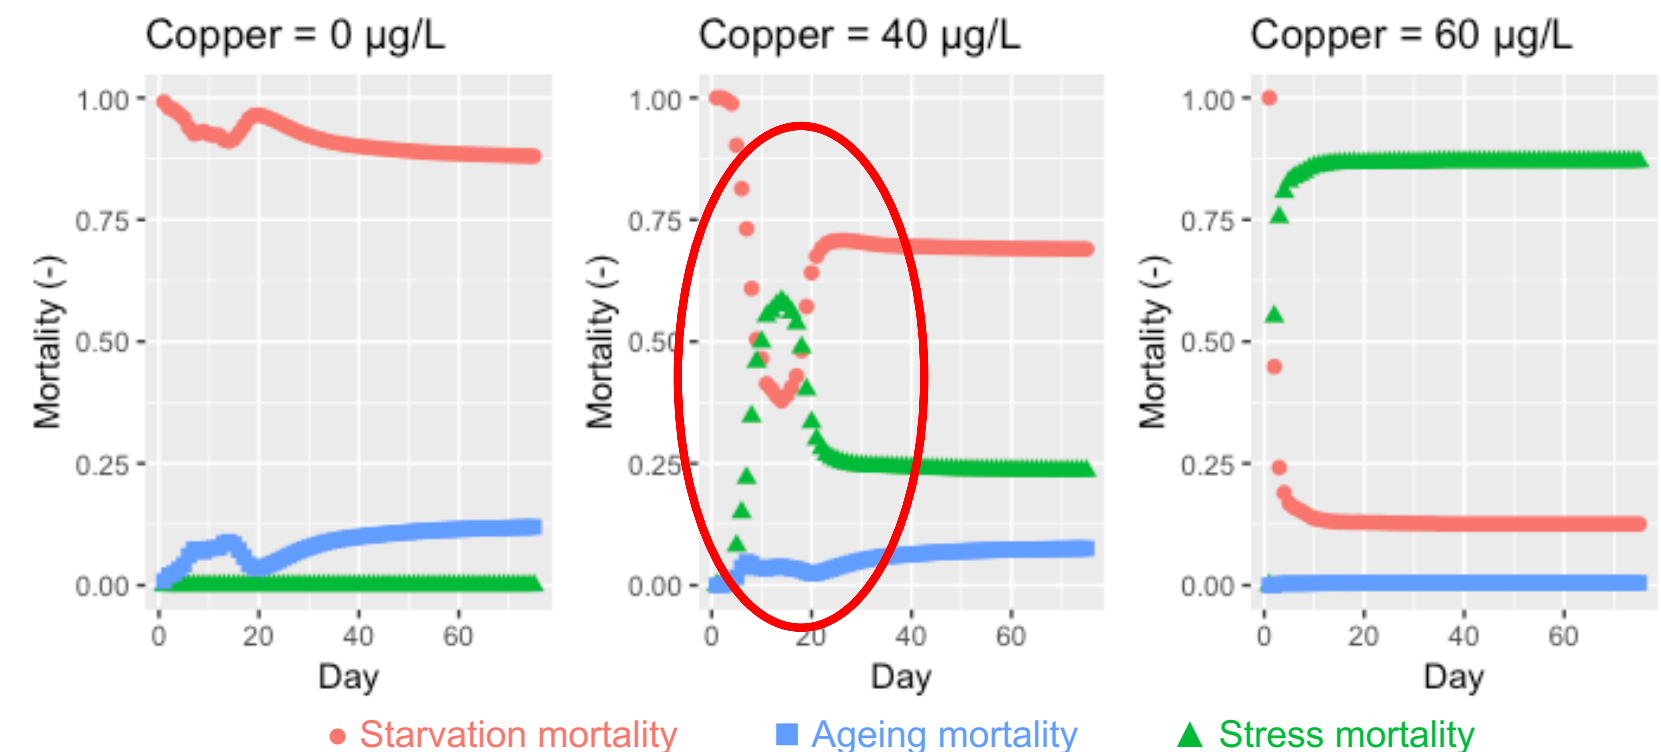 Copper = 0 µg/L
Mortality (-)
1.00
0.75
0.50
0.25
0.00
0 20 40 60
Day
Copper = 40 µg/L
Mortality (-)
1.00
0.75
0.50
0.25
0.00
0 20 40 60
Day
Copper = 60 µg/L
Mortality (-)
1.00
0.75
0.50
0.25
0.00
0 20 40 60
Day
Starvation mortality
Ageing mortality
Stress mortality